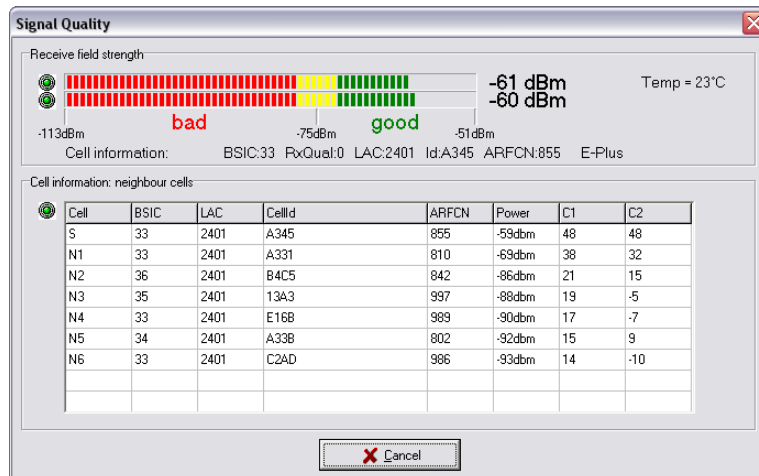 Signal Quality
Receive field strength
-61 dBm
-60 dBm
Temp = 23°C
bad good
-113dBm -75dBm -51dBm
Cell information: BSIC:33 RxQual:0 LAC:2401 Id:A345 ARFCN:855 E-Plus
Cell information: neighbour cells
Cell BSIC LAC CellId ARFCN Power C1 C2
S 33 2401 A345 855 -59dbm 48 48
N1 33 2401 A331 810 -69dbm 38 32
N2 36 2401 B4C5 842 -86dbm 21 15
N3 35 2401 13A3 997 -88dbm 19 -5
N4 33 2401 E16B 989 -90dbm 17 -7
N5 34 2401 A33B 802 -92dbm 15 9
N6 33 2401 C2AD 986 -93dbm 14 -10
Cancel